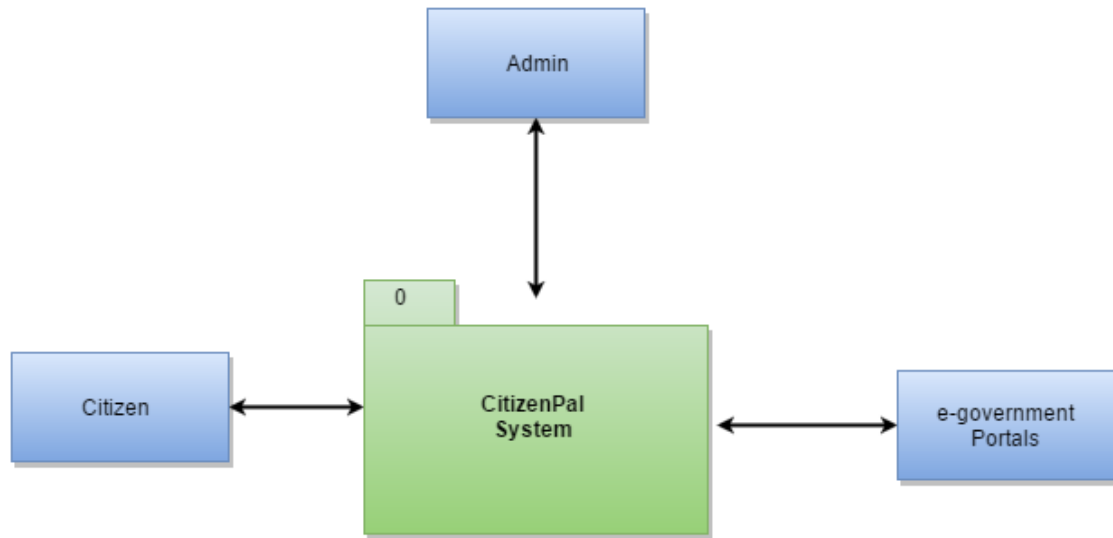 Admin
0
Citizen
CitizenPal
System
e-government
Portals